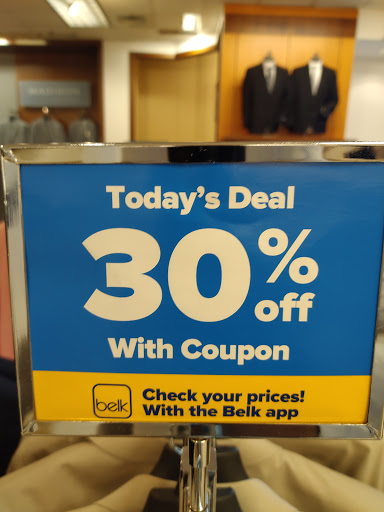 Today's Deal
30% off
With Coupon
belk
Check your prices!
With the Belk app